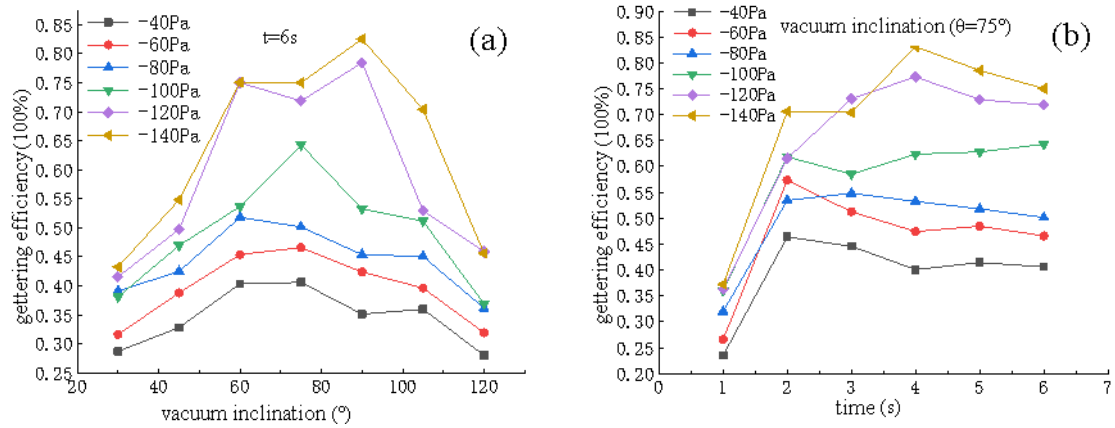 −40Pa
−60Pa
−80Pa
−100Pa
−120Pa
−140Pa
t=6s
(a)
0.85
0.80
0.75
0.70
0.65
0.60
0.55
0.50
0.45
0.40
0.35
0.30
0.25
gettering efficiency(100%)
20 40 60 80 100 120
vacuum inclination (°)
−40Pa
−60Pa
−80Pa
−100Pa
−120Pa
−140Pa
vacuum inclination (θ=75°)
(b)
0.90
0.85
0.80
0.75
0.70
0.65
0.60
0.55
0.50
0.45
0.40
0.35
0.30
0.25
0.20
gettering efficiency (100%)
0 1 2 3 4 5 6 7
time (s)